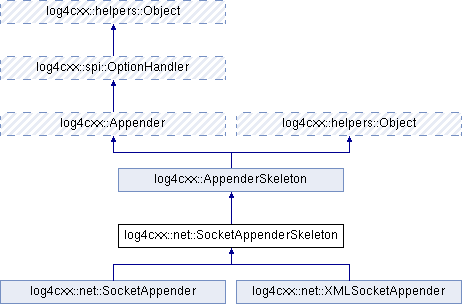 log4cxx::helpers::Object
log4cxx::spi::OptionHandler
log4cxx::Appender
log4cxx::helpers::Object
log4cxx::AppenderSkeleton
log4cxx::net::SocketAppenderSkeleton
log4cxx::net::SocketAppender
log4cxx::net::XMLSocketAppender